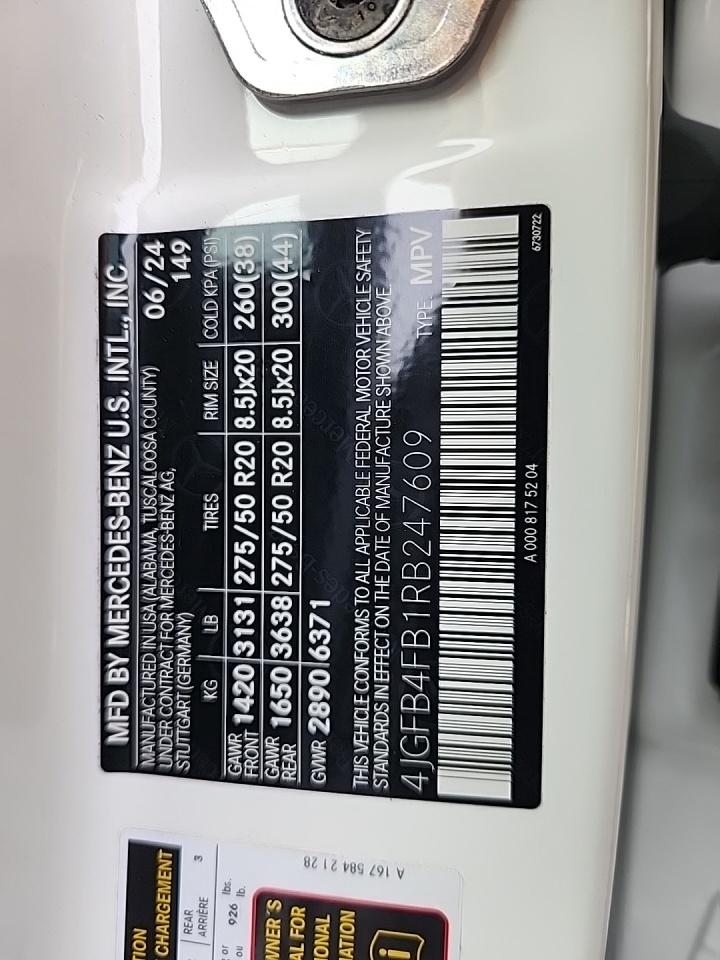 MFD BY MERCEDES-BENZ U.S. INTL., INC.
MANUFACTURED IN USA (ALABAMA, TUSCALOOSA COUNTY) 06/24
UNDER CONTRACT FOR MERCEDES-BENZ AG, 149
STUTTGART (GERMANY)
KG LB TIRES RIM SIZE COLD KPA (PSI)
GAWR FRONT 1420 3131 275/50 R20 8.5Jx20 260(38)
GAWR REAR 1650 3638 275/50 R20 8.5Jx20 300(44)
GVWR 2890 6371
THIS VEHICLE CONFORMS TO ALL APPLICABLE FEDERAL MOTOR VEHICLE SAFETY
STANDARDS IN EFFECT ON THE DATE OF MANUFACTURE SHOWN ABOVE.
4JGFB4FB1RB247609 TYPE: MPV
A 000 817 52 04 6730722
CHARGEMENT
REAR
ARRIÈRE 3
or 926 lbs.
ou lb.
A 167 584 21 28